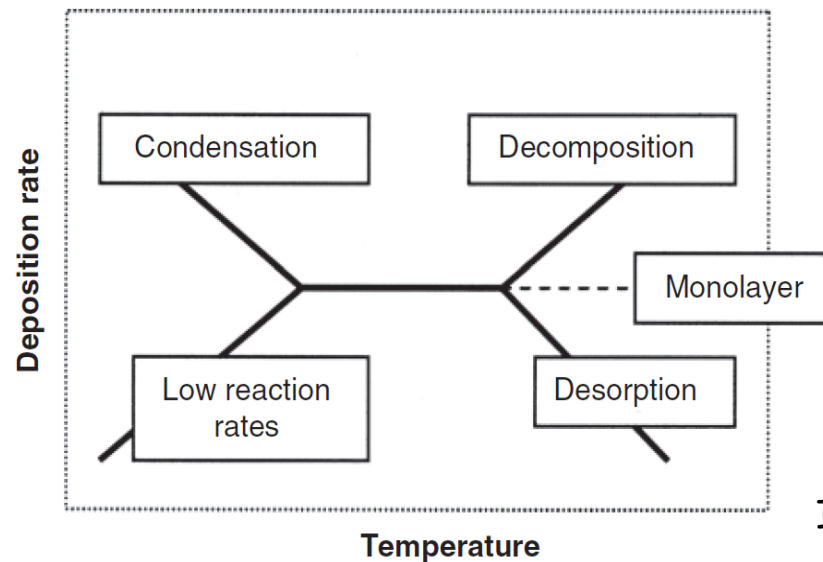 Condensation
Decomposition
Deposition rate
Monolayer
Low reaction
rates
Desorption
Temperature